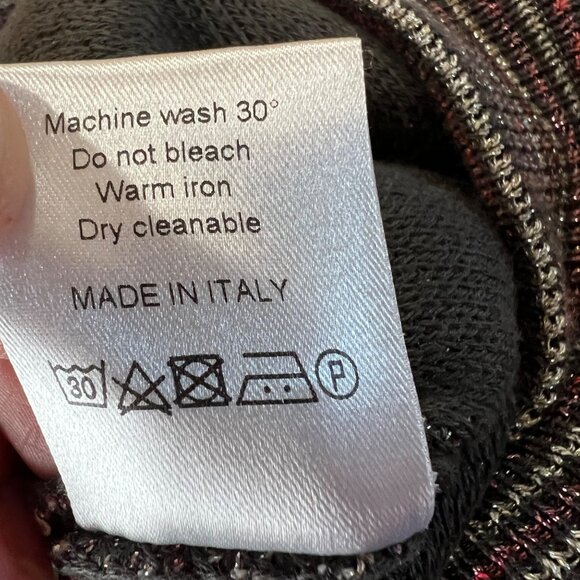 Machine wash 30°
Do not bleach
Warm iron
Dry cleanable
MADE IN ITALY
30 P